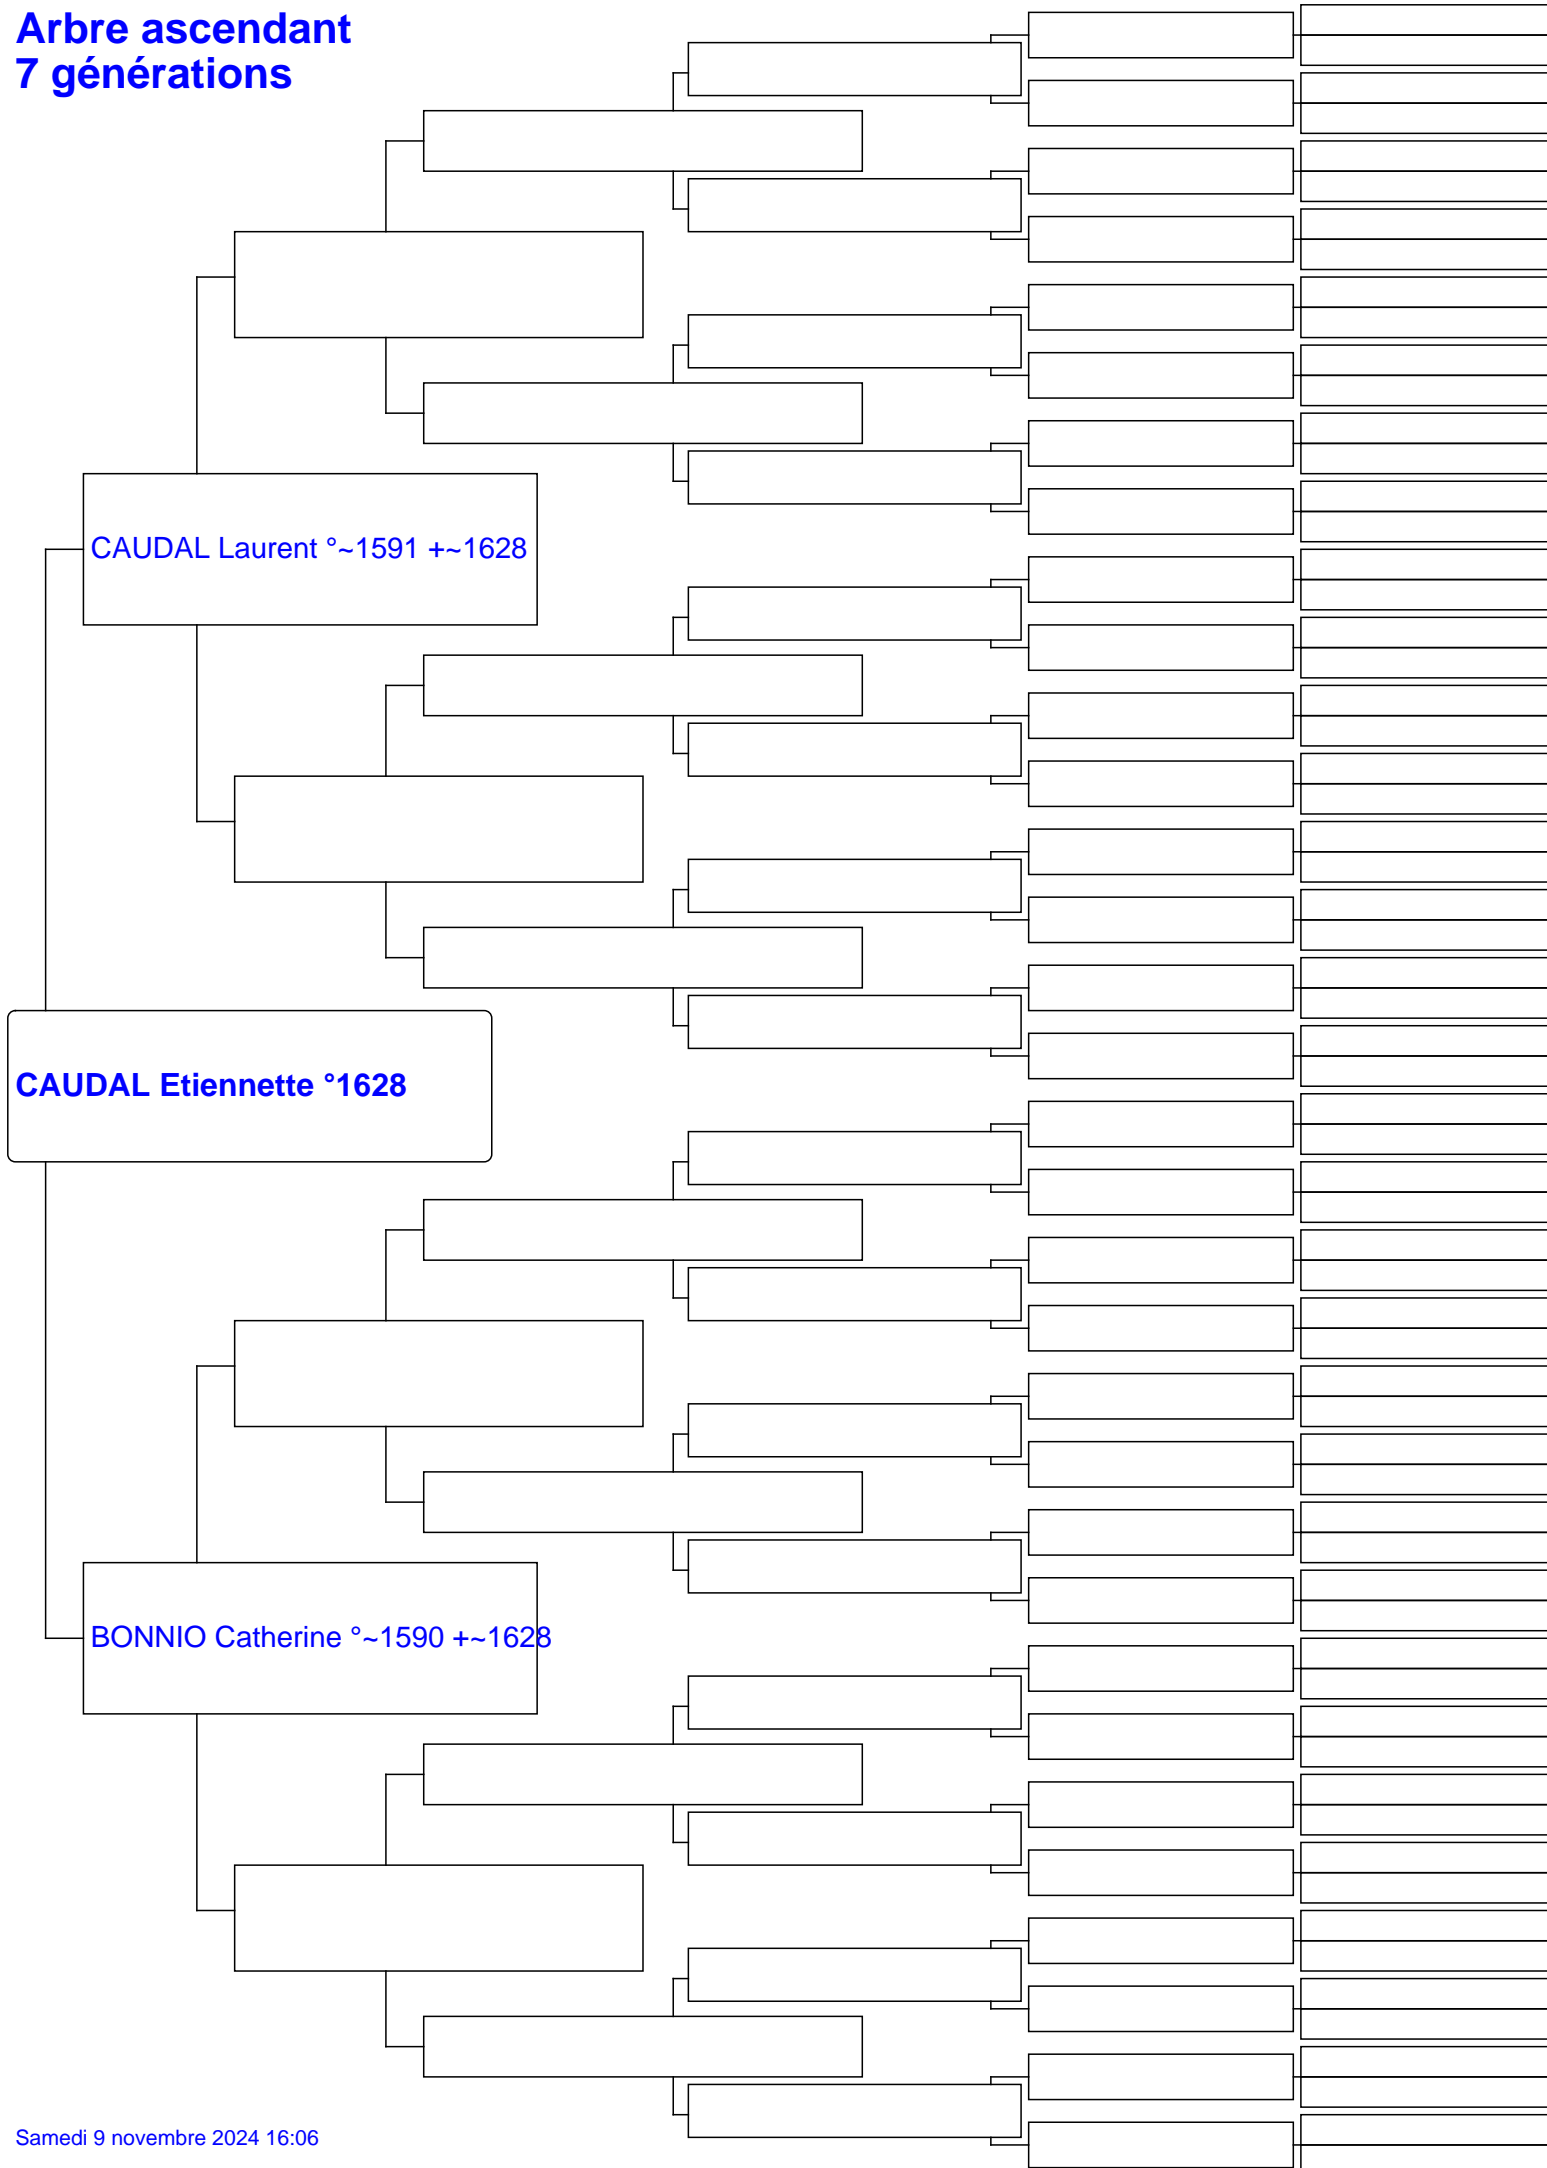 Arbre ascendant
7 générations
CAUDAL Laurent °~1591 +~1628
CAUDAL Etiennette °1628
BONNIO Catherine °~1590 +~1628
Samedi 9 novembre 2024 16:06